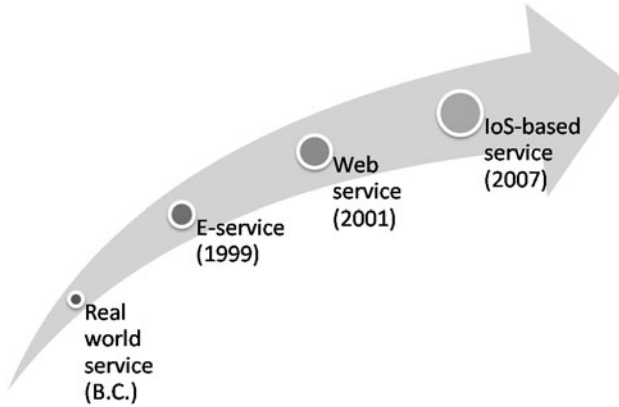 Real
world
service
(B.C.)
E-service
(1999)
Web
service
(2001)
IoS-based
service
(2007)